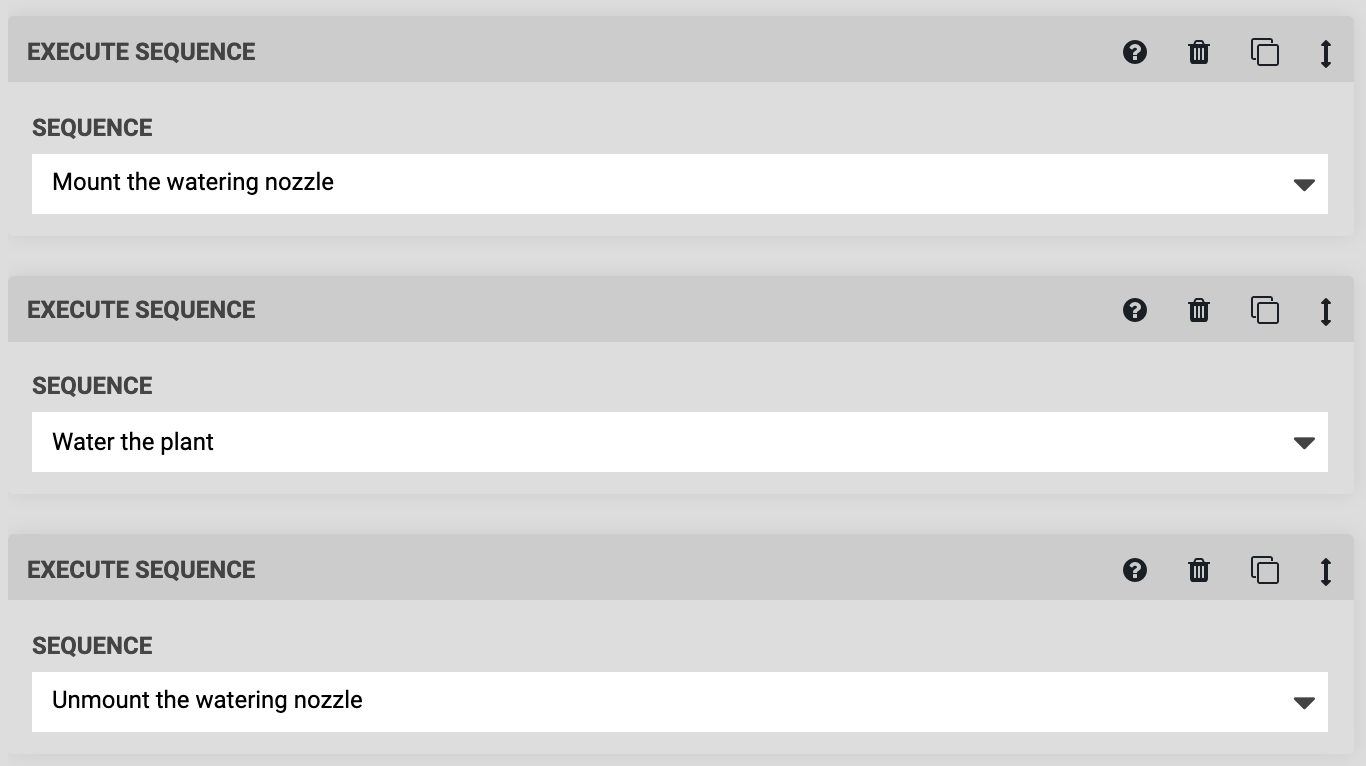 EXECUTE SEQUENCE
SEQUENCE
Mount the watering nozzle
EXECUTE SEQUENCE
SEQUENCE
Water the plant
EXECUTE SEQUENCE
SEQUENCE
Unmount the watering nozzle